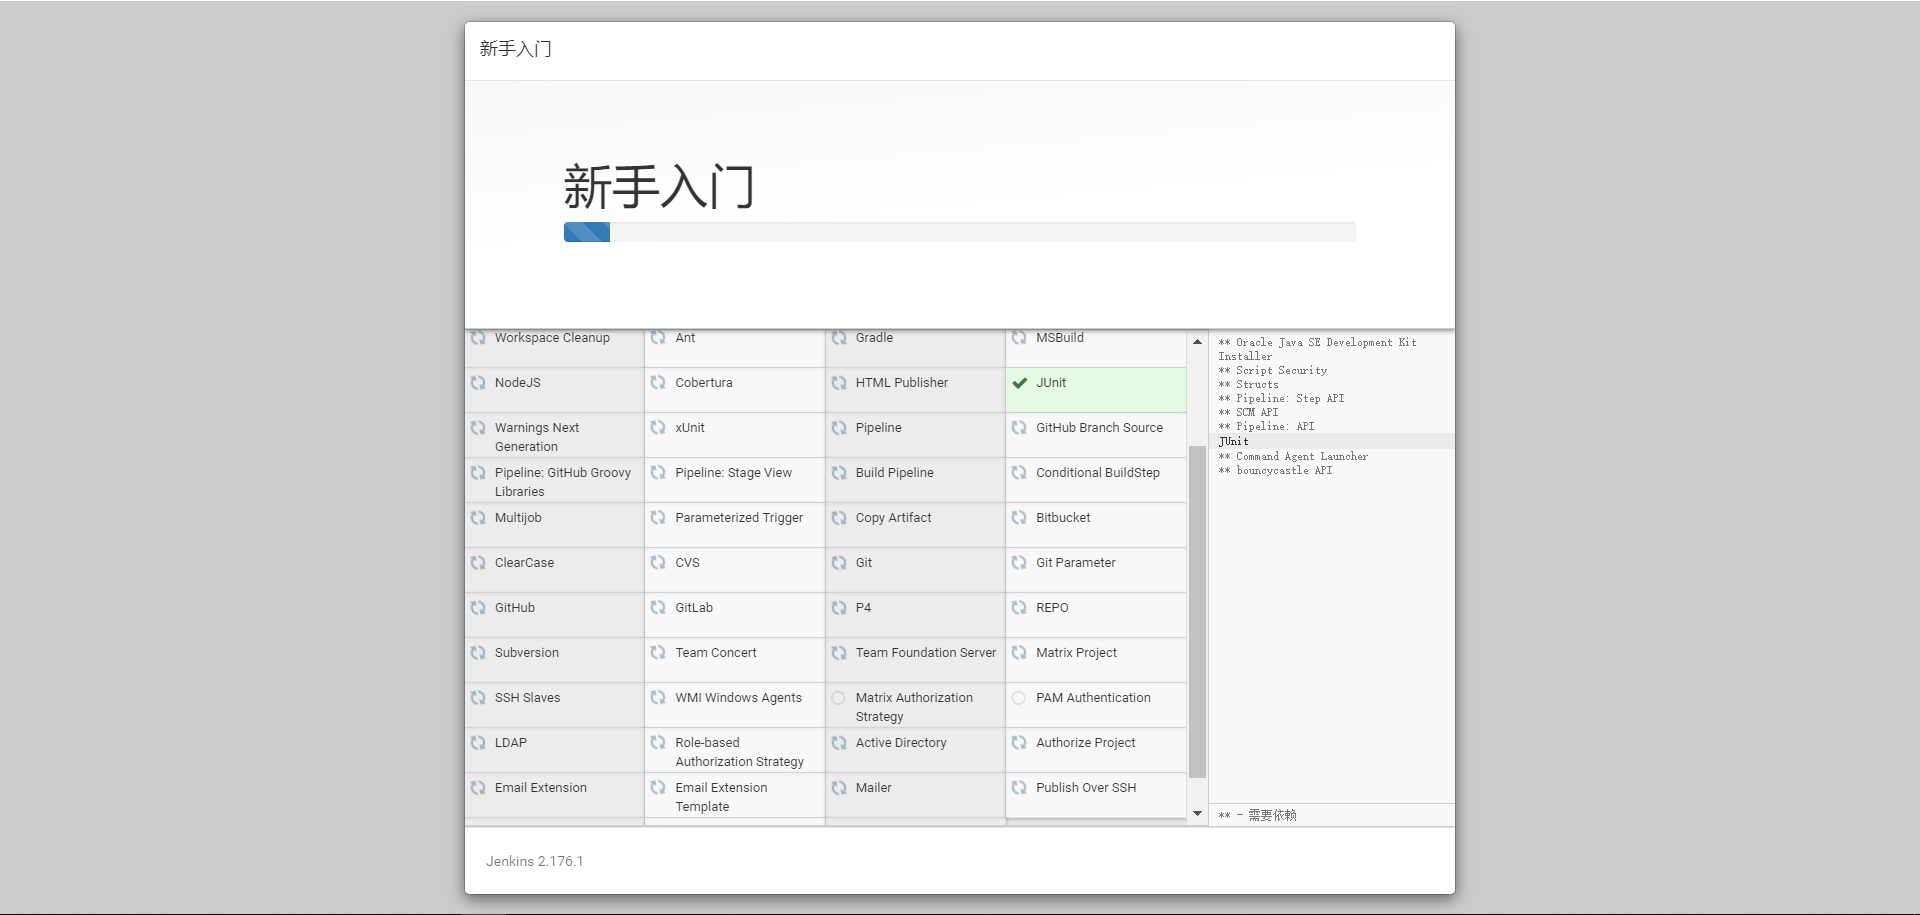 新手入门
新手入门
Workspace Cleanup
Ant
Gradle
MSBuild
NodeJS
Cobertura
HTML Publisher
JUnit
Warnings Next
Generation
xUnit
Pipeline
GitHub Branch Source
Pipeline: GitHub Groovy
Libraries
Pipeline: Stage View
Build Pipeline
Conditional BuildStep
Multijob
Parameterized Trigger
Copy Artifact
Bitbucket
ClearCase
CVS
Git
Git Parameter
GitHub
GitLab
P4
REPO
Subversion
Team Concert
Team Foundation Server
Matrix Project
SSH Slaves
WMI Windows Agents
Matrix Authorization
Strategy
PAM Authentication
LDAP
Role-based
Authorization Strategy
Active Directory
Authorize Project
Email Extension
Email Extension
Template
Mailer
Publish Over SSH
** Oracle Java SE Development Kit
Installer
** Script Security
** Structs
** Pipeline: Step API
** SCM API
** Pipeline: API
JUnit
** Command Agent Launcher
** bouncycastle API
** - 需要依赖
Jenkins 2.176.1